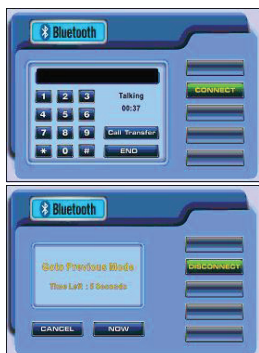 Bluetooth
1 2 3 Talking
4 5 6 00:37
7 8 9 Call Transfer
* 0 # END
CONNECT
Bluetooth
Goto Previous Mode
Time Left : 5 Seconds
DISCONNECT
CANCEL NOW